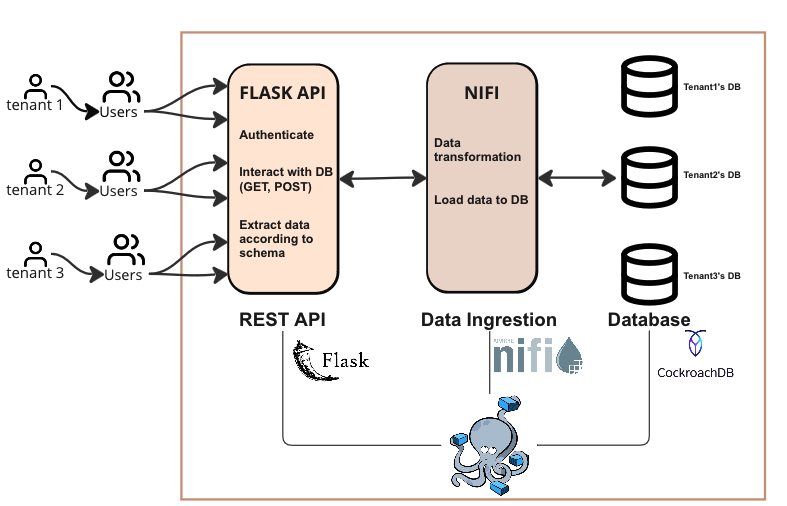 tenant 1
Users
tenant 2
Users
tenant 3
Users
FLASK API
Authenticate
Interact with DB
(GET, POST)
Extract data
according to
schema
REST API
Flask
NIFI
Data
transformation
Load data to DB
Data Ingestion
APACHE
nifi
Tenant1's DB
Tenant2's DB
Tenant3's DB
Database
CockroachDB